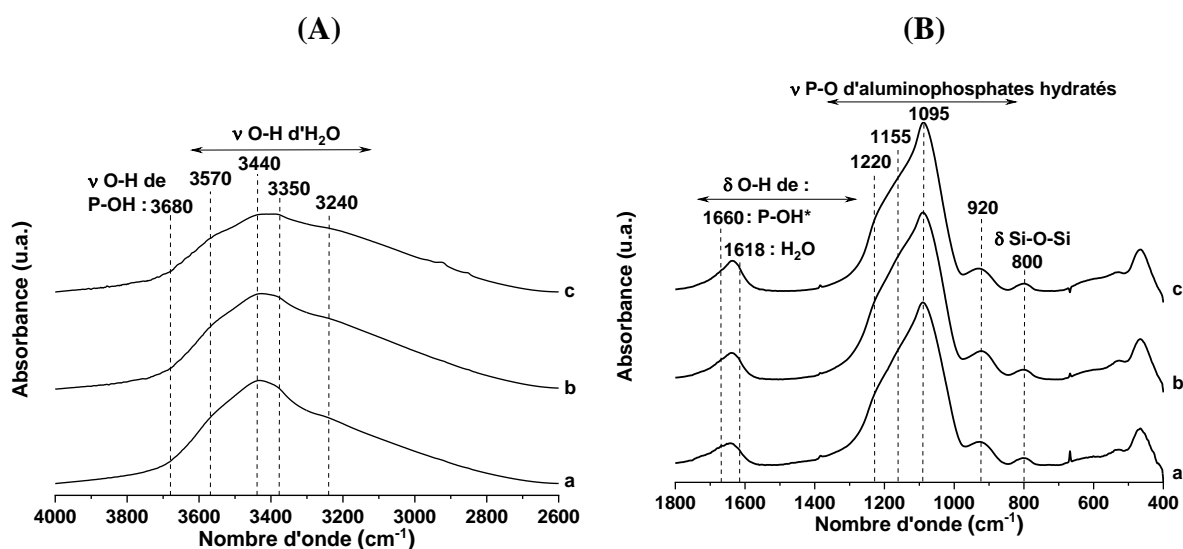 (A)
ν O-H d'H₂O
3440
ν O-H de
P-OH :
3680
3570
3350
3240
c
b
a
Absorbance (u.a.)
4000 3800 3600 3400 3200 3000 2800 2600
Nombre d'onde (cm⁻¹)
(B)
ν P-O d'aluminophosphates hydratés
1095
1155
1220
δ O-H de :
1660 : P-OH*
1618 : H₂O
920
δ Si-O-Si
800
c
b
a
Absorbance (u.a.)
1800 1600 1400 1200 1000 800 600 400
Nombre d'onde (cm⁻¹)